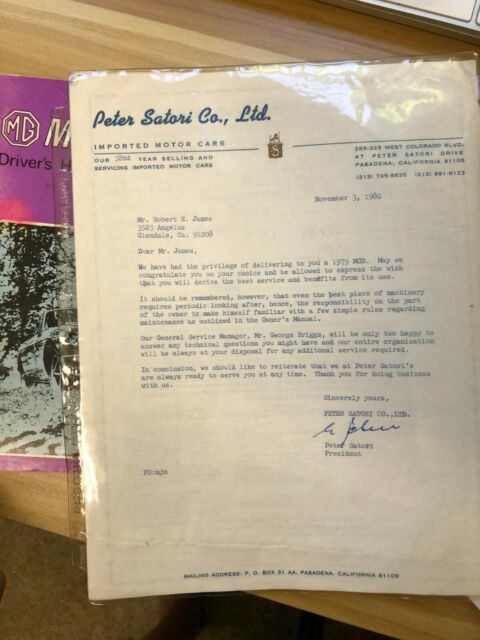 MG M
Driver's H
Peter Satori Co., Ltd.
IMPORTED MOTOR CARS
OUR 32nd YEAR SELLING AND
SERVICING IMPORTED MOTOR CARS
285-325 WEST COLORADO BLVD.
AT PETER SATORI DRIVE
PASADENA, CALIFORNIA 91105
(213) 795-8835 (213) 681-8123
S
November 3, 1980
Mr. Robert E. James
3523 Angelus
Glendale, Ca. 91208
Dear Mr. James,
We have had the privilege of delivering to you a 1979 MGB. May we
congratulate you on your choice and be allowed to express the wish
that you will derive the best service and benefits from its use.
It should be remembered, however, that even the best piece of machinery
requires periodic looking after, hence, the responsibility on the part
of the owner to make himself familiar with a few simple rules regarding
maintenance as outlined in the Owner's Manual.
Our General Service Manager, Mr. George Briggs, will be only too happy to
answer any technical questions you might have and our entire organization
will be always at your disposal for any additonal service required.
In conclusion, we should like to reiterate that we at Peter Satori's
are always ready to serve you at any time. Thank you for doing business
with us.
Sincerely yours,
PETER SATORI CO.,LTD.
Peter Satori
President
PS:mjm
MAILING ADDRESS: P. O. BOX 31 AA, PASADENA, CALIFORNIA 91109